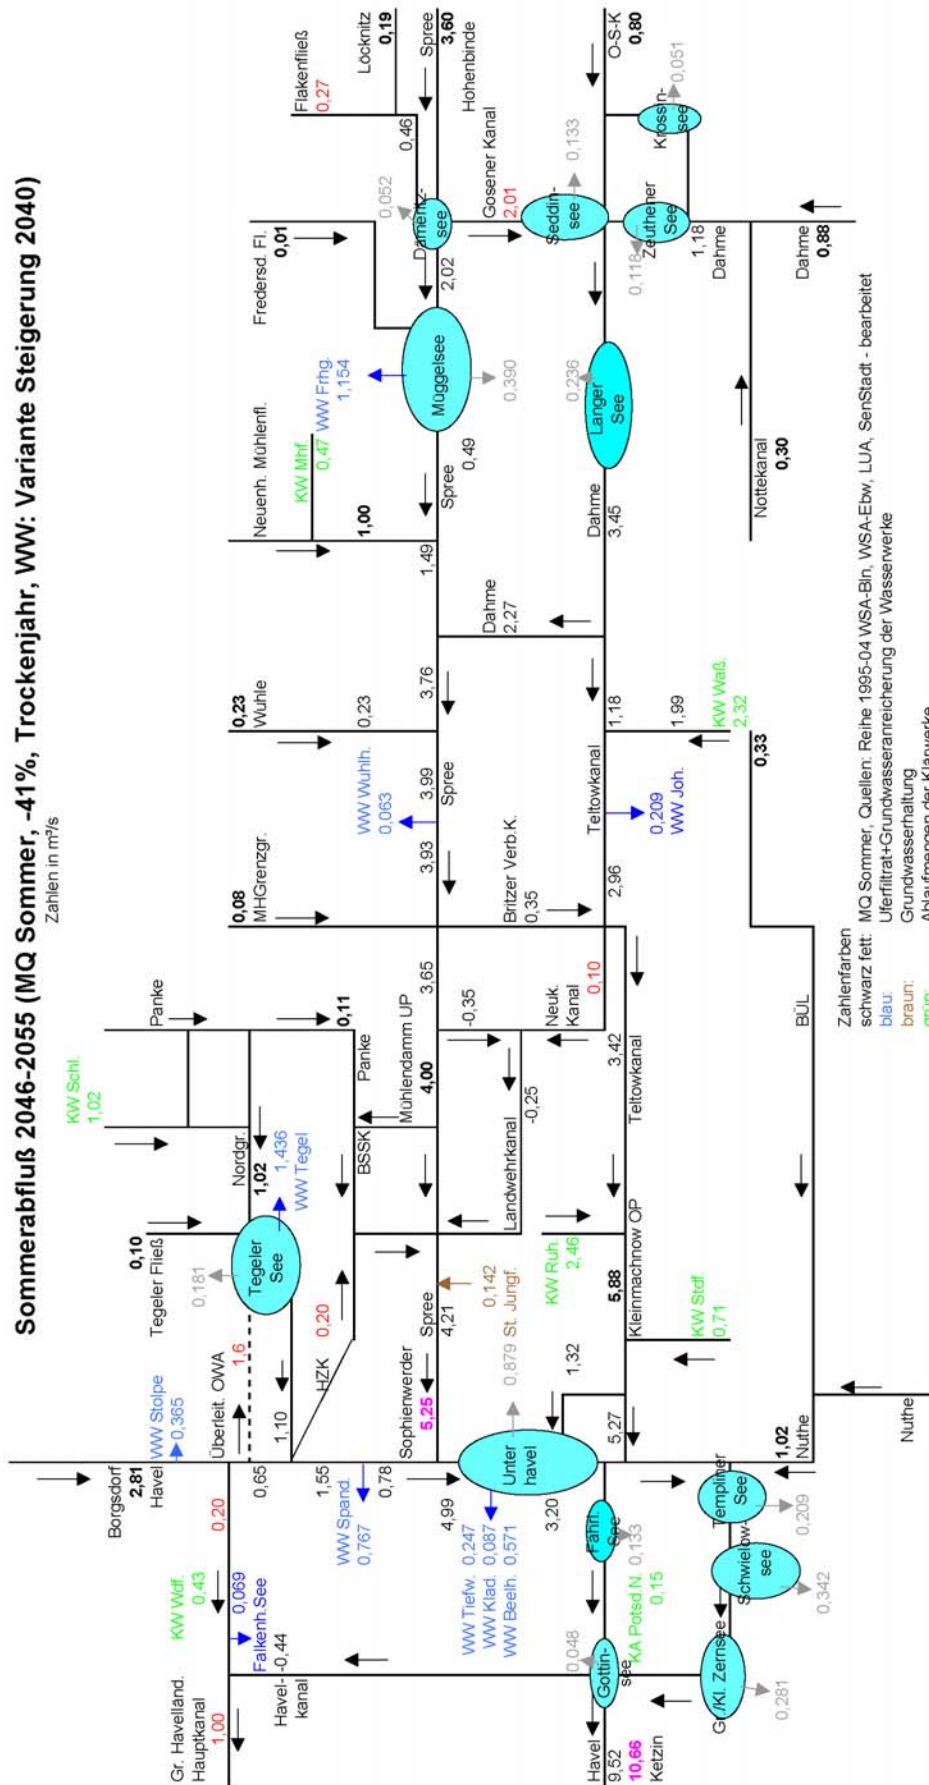 Sommerabfluß 2046-2055 (MQ Sommer, -41%, Trockenjahr, WW: Variante Steigerung 2040)
Zahlen in m³/s
Borgsdorf
2,81
Havel
WW Stolpe
0,365
Tegeler Fließ
0,10
KW Schl.
1,02
Panke
Nordgr.
1,02
1,436
WW Tegel
Tegeler
See
0,181
Überleit. OWA
1,6
KW Wdf.
0,43
0,20
0,069
Falkenh.See
Gr. Havelländ.
Hauptkanal
1,00
-0,44
Havel-
kanal
0,65
1,10
HZK
0,20
1,55
WW Spand.
0,767
0,78
BSSK
Panke
0,11
0,08
MHGrenzgr.
0,23
Wuhle
0,23
WW Wuhlh.
0,063
Neuenh. Mühlenfl.
KW Mhf.
0,47
1,00
WW Frhg.
1,154
Fredersd. Fl.
0,01
Flakenfließ
0,27
Löcknitz
0,19
0,46
0,052
Dämeritz-
see
Spree
3,60
Hohenbinde
2,02
Müggelsee
0,390
0,49
Spree
1,49
Dahme
2,27
3,76
3,99
Spree
3,93
3,65
Mühlendamm UP
4,00
Spree
4,21
0,142
St. Jungf.
Sophienwerder
5,25
4,99
Unter
havel
0,879
WW Tiefw. 0,247
WW Klad. 0,087
WW Beelh. 0,571
3,20
1,32
Landwehrkanal
-0,25
-0,35
Neuk.
Kanal
0,10
Britzer Verb.K.
0,35
Gosener Kanal
2,01
Seddin-
see
0,133
O-S-K
0,80
Krossin-
see
0,051
Zeuthener
See
0,118
1,18
Dahme
Dahme
0,88
Nottekanal
0,30
Langer
See
0,236
Dahme
3,45
1,18
1,99
KW Waß.
2,32
Teltowkanal
0,209
WW Joh.
2,96
3,42
Teltowkanal
KW Ruh.
2,46
5,88
Kleinmachnow OP
KW Stdf.
0,71
5,27
0,33
BÜL
1,02
Nuthe
Nuthe
Fahrl.
See
0,133
KA Potsd.N.
0,15
Templiner
See
0,209
Schwielow-
see
0,342
Gr./Kl. Zernsee
0,281
Göttin-
see
0,048
Havel
9,52
10,66
Ketzin
Zahlenfarben
schwarz fett: MQ Sommer, Quellen: Reihe 1995-04 WSA-Bln, WSA-Ebw, LUA, SenStadt - bearbeitet
blau: Uferfiltrat+Grundwasseranreicherung der Wasserwerke
braun: Grundwasserhaltung
grün: Ablaufmengen der Klärwerke